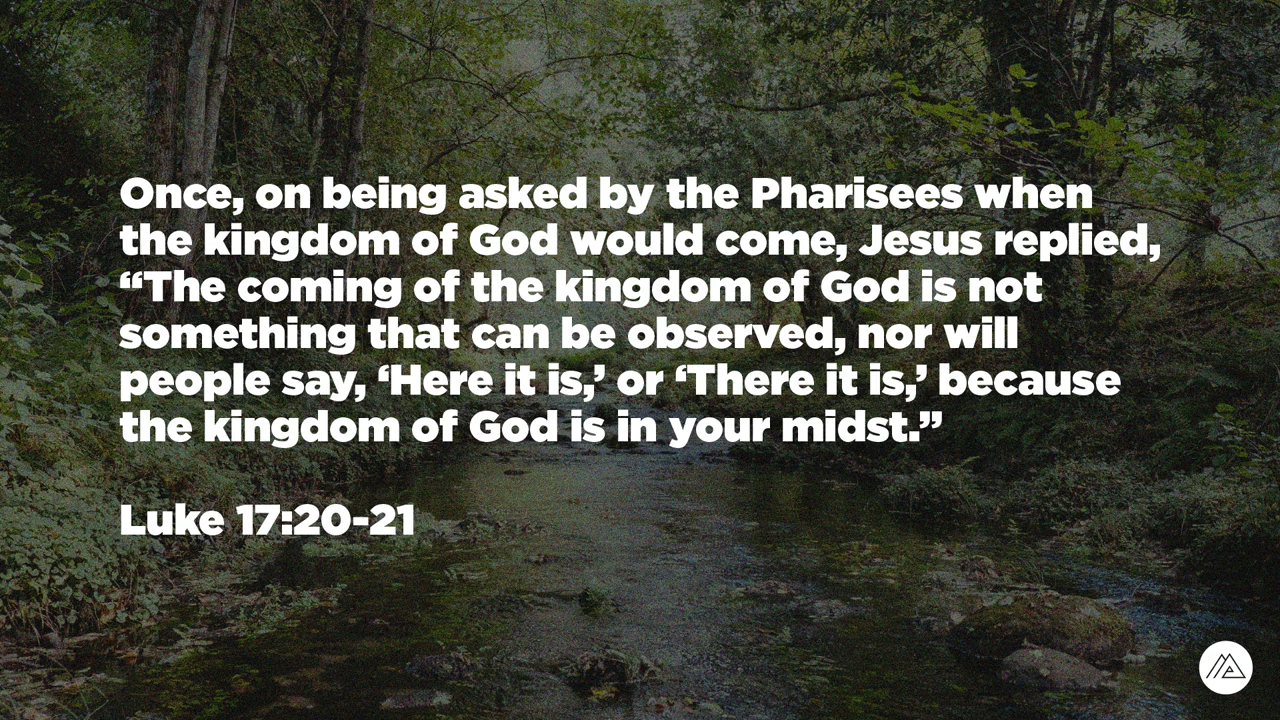 Once, on being asked by the Pharisees when
the kingdom of God would come, Jesus replied,
“The coming of the kingdom of God is not
something that can be observed, nor will
people say, ‘Here it is,’ or ‘There it is,’ because
the kingdom of God is in your midst.”
Luke 17:20-21